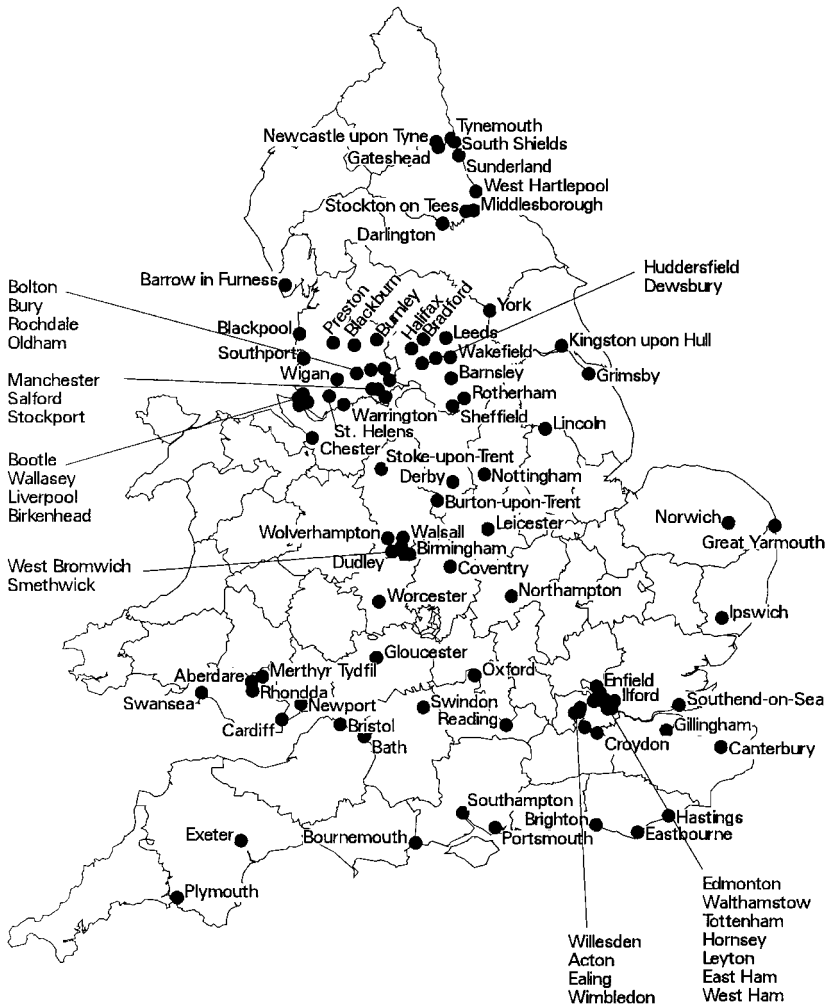 Newcastle upon Tyne
Tynemouth
South Shields
Gateshead
Sunderland
West Hartlepool
Stockton on Tees
Middlesborough
Darlington
Barrow in Furness
Huddersfield
Dewsbury
Bolton
Bury
Rochdale
Oldham
York
Blackpool
Preston
Blackburn
Burnley
Halifax
Bradford
Leeds
Kingston upon Hull
Southport
Wakefield
Wigan
Barnsley
Grimsby
Manchester
Salford
Stockport
Rotherham
Warrington
Sheffield
St. Helens
Lincoln
Chester
Bootle
Wallasey
Liverpool
Birkenhead
Stoke-upon-Trent
Derby
Nottingham
Burton-upon-Trent
Norwich
Great Yarmouth
Wolverhampton
Walsall
Leicester
Birmingham
Dudley
West Bromwich
Smethwick
Coventry
Worcester
Northampton
Ipswich
Gloucester
Aberdare
Merthyr Tydfil
Oxford
Enfield
Rhondda
Ilford
Swansea
Newport
Swindon
Southend-on-Sea
Reading
Cardiff
Bristol
Gillingham
Bath
Croydon
Canterbury
Southampton
Brighton
Hastings
Exeter
Bournemouth
Portsmouth
Eastbourne
Plymouth
Edmonton
Walthamstow
Tottenham
Hornsey
Leyton
East Ham
West Ham
Willesden
Acton
Ealing
Wimbledon